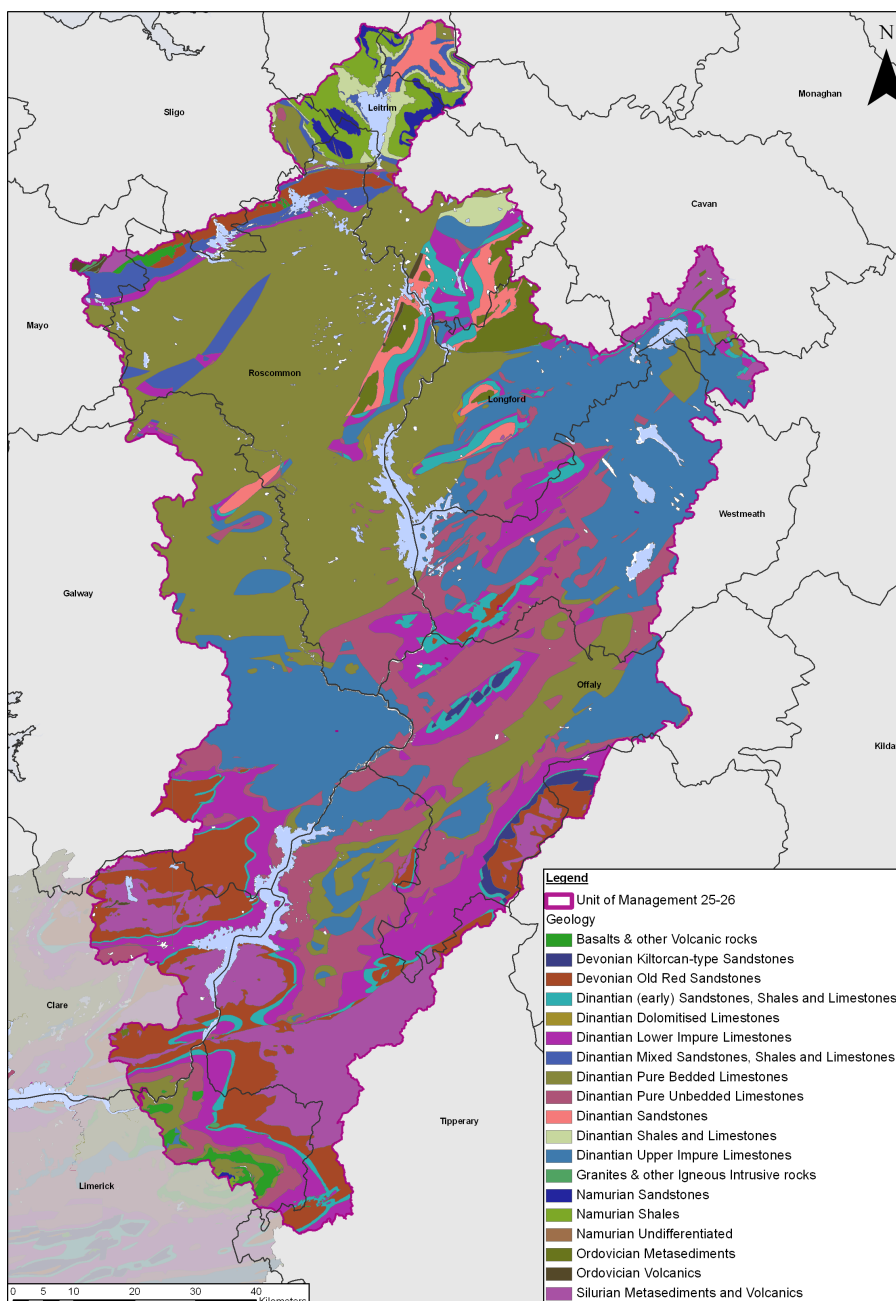 N
Monaghan
Sligo
Leitrim
Cavan
Mayo
Roscommon
Longford
Westmeath
Galway
Offaly
Kilda
Clare
Tipperary
Limerick
Legend
Unit of Management 25-26
Geology
Basalts & other Volcanic rocks
Devonian Kiltorcan-type Sandstones
Devonian Old Red Sandstones
Dinantian (early) Sandstones, Shales and Limestones
Dinantian Dolomitised Limestones
Dinantian Lower Impure Limestones
Dinantian Mixed Sandstones, Shales and Limestones
Dinantian Pure Bedded Limestones
Dinantian Pure Unbedded Limestones
Dinantian Sandstones
Dinantian Shales and Limestones
Dinantian Upper Impure Limestones
Granites & other Igneous Intrusive rocks
Namurian Sandstones
Namurian Shales
Namurian Undifferentiated
Ordovician Metasediments
Ordovician Volcanics
Silurian Metasediments and Volcanics
0 5 10 20 30 40
Kilometers